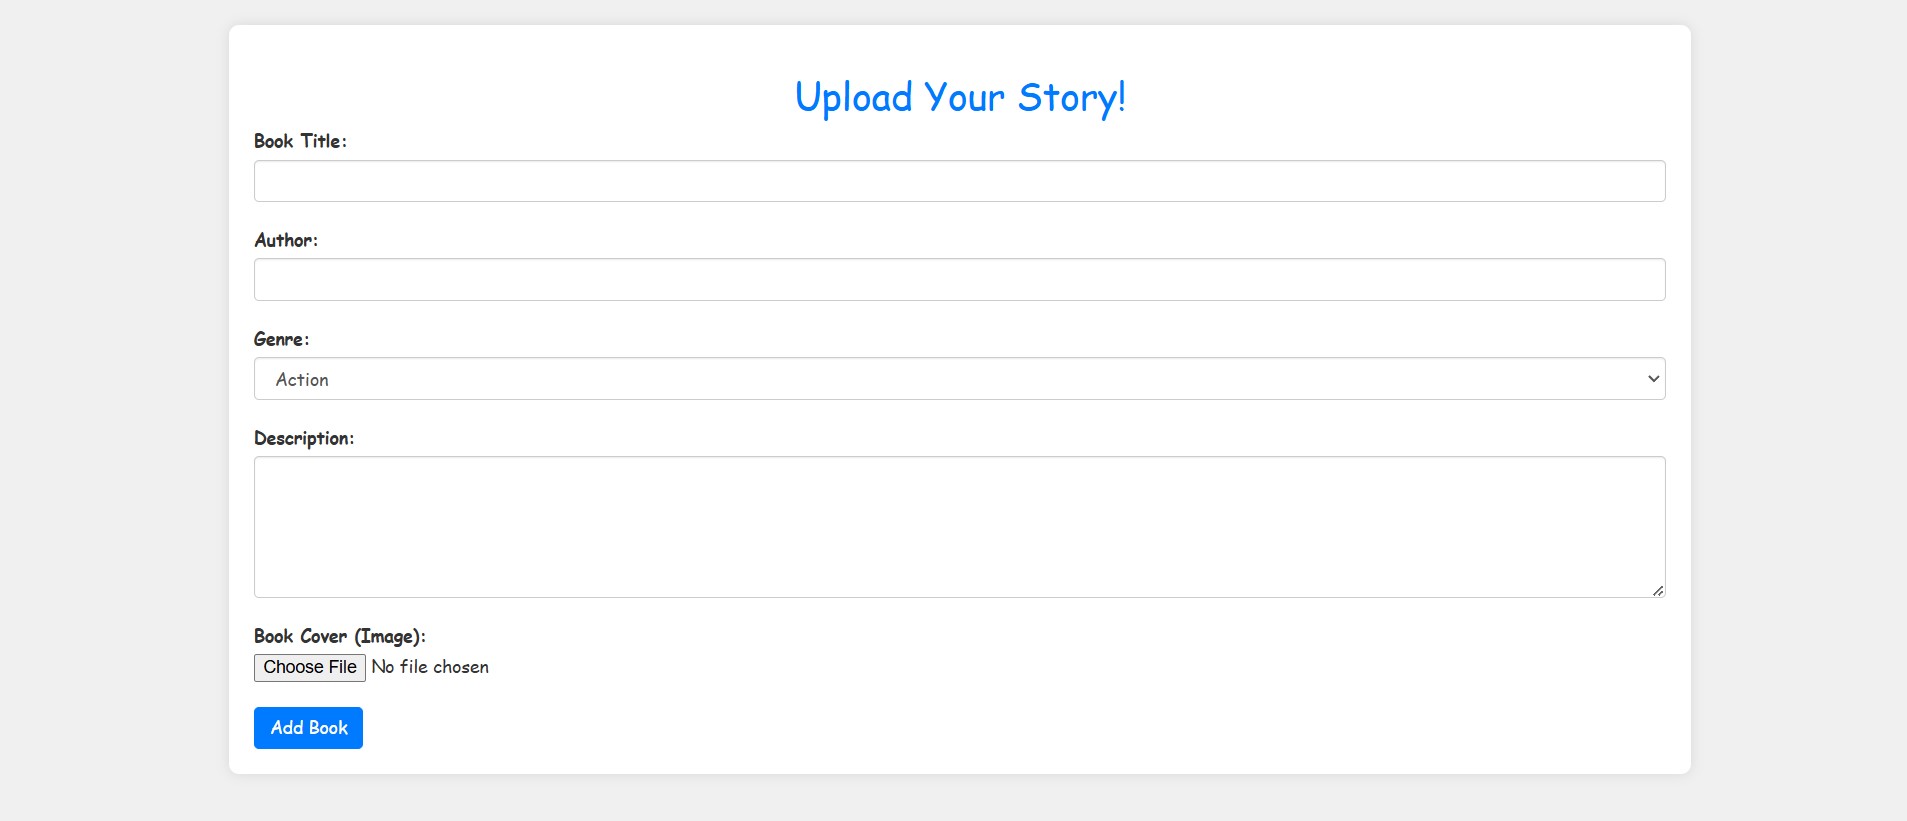 Upload Your Story!
Book Title:
Author:
Genre:
Action
Description:
Book Cover (Image):
Choose File No file chosen
Add Book